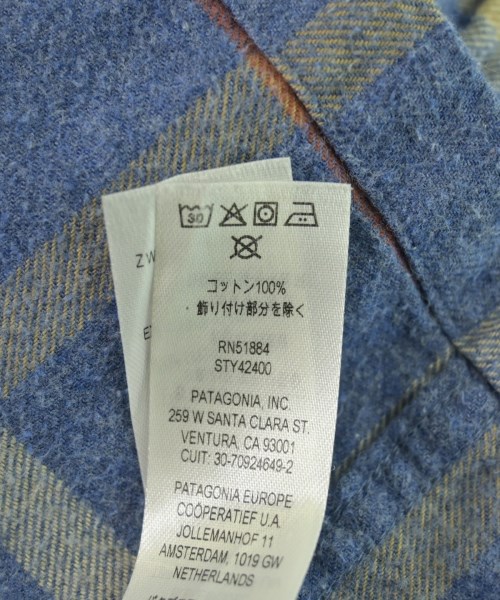 30
コットン100%
・飾り付け部分を除く
RN51884
STY42400
PATAGONIA, INC.
259 W SANTA CLARA ST.
VENTURA, CA 93001
CUIT: 30-70924649-2
PATAGONIA EUROPE
COÖPERATIEF U.A.
JOLLEMANHOF 11
AMSTERDAM, 1019 GW
NETHERLANDS